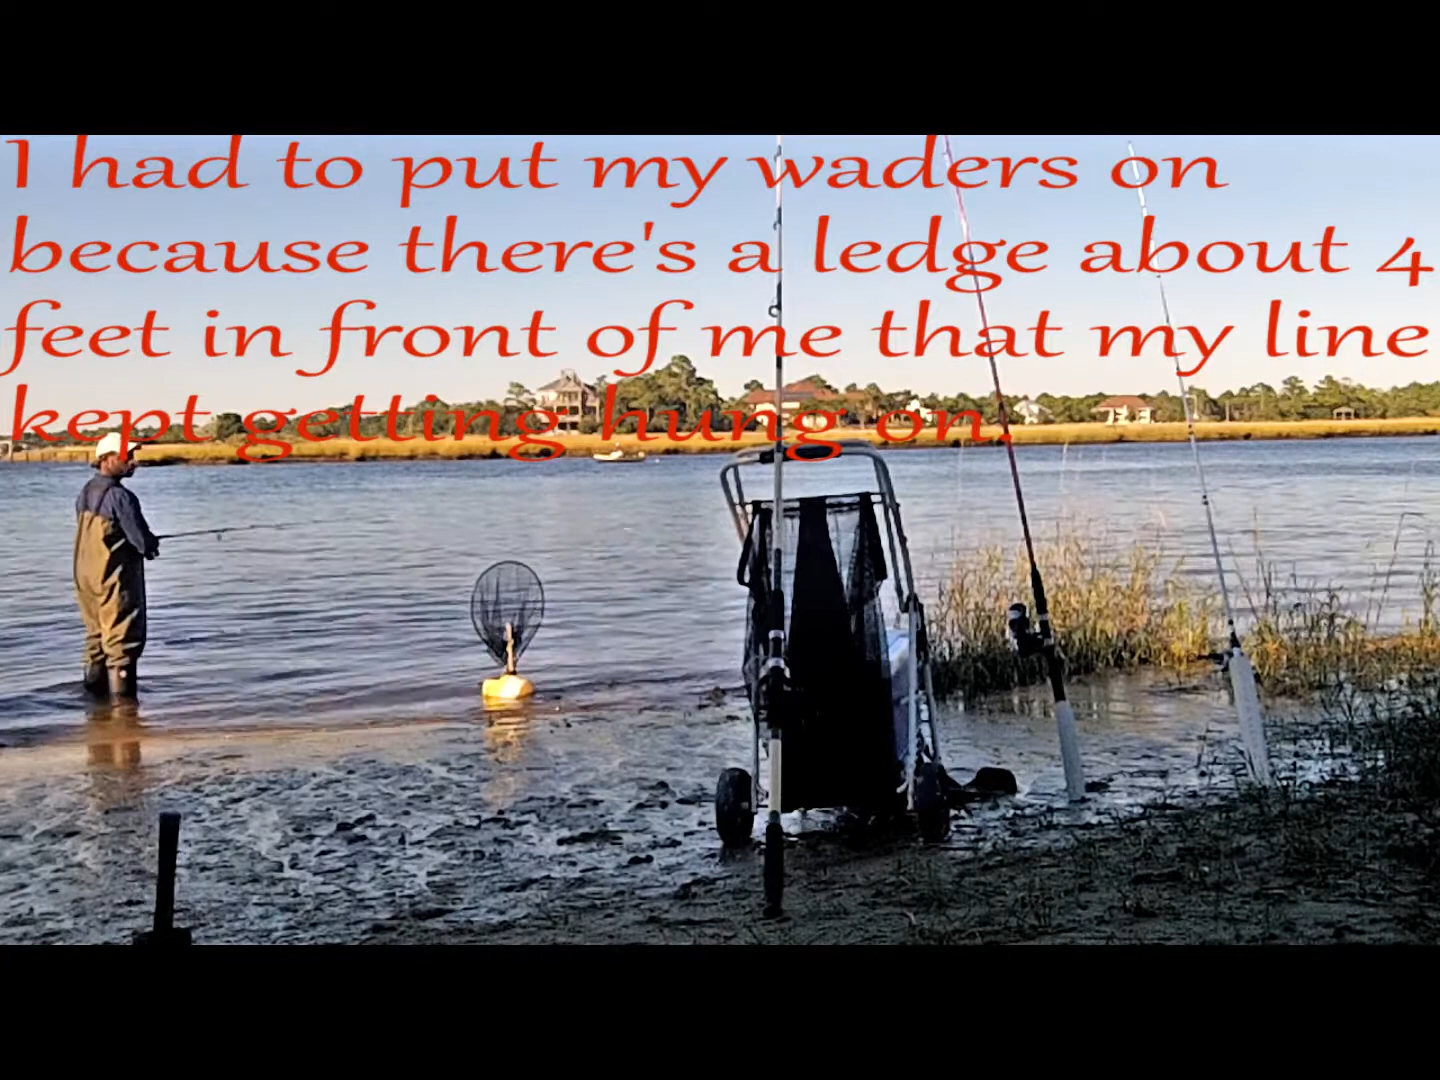 I had to put my waders on
because there's a ledge about 4
feet in front of me that my line
kept getting hung on.